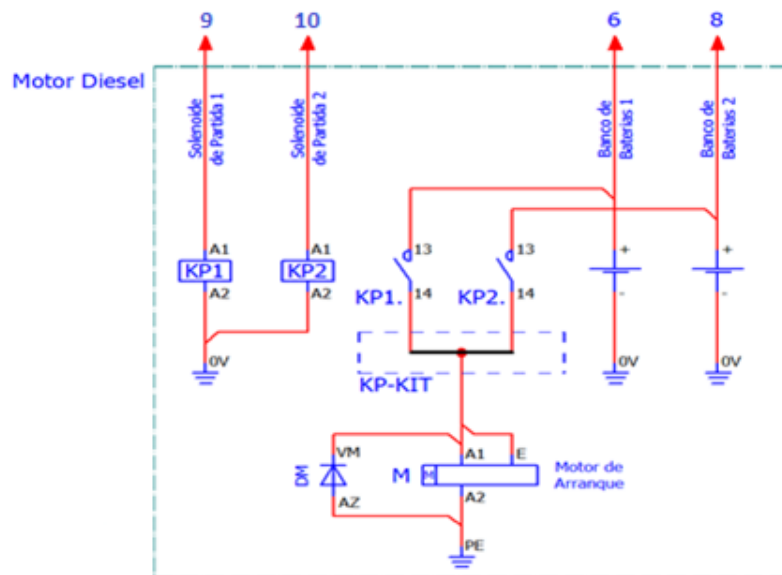 9
10
6
8
Motor Diesel
Solenoide
de Partida 1
Solenoide
de Partida 2
Banco de
Baterias 1
Banco de
Baterias 2
A1
KP1
A2
A1
KP2
A2
13
KP1.
14
13
KP2.
14
+
-
+
-
0V
0V
0V
KP-KIT
VM
DM
AZ
A1
E
M
M
A2
Motor de
Arranque
PE